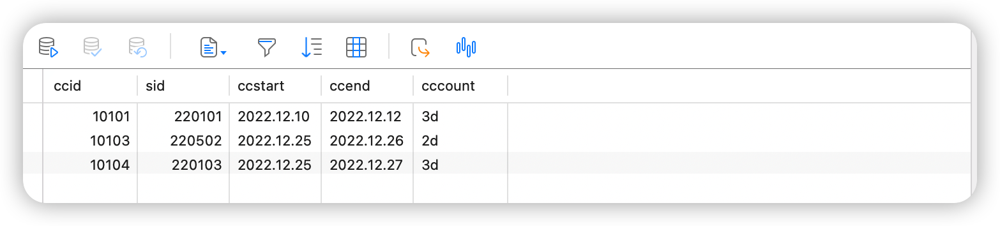 ccid sid ccstart ccend cccount
10101 220101 2022.12.10 2022.12.12 3d
10103 220502 2022.12.25 2022.12.26 2d
10104 220103 2022.12.25 2022.12.27 3d